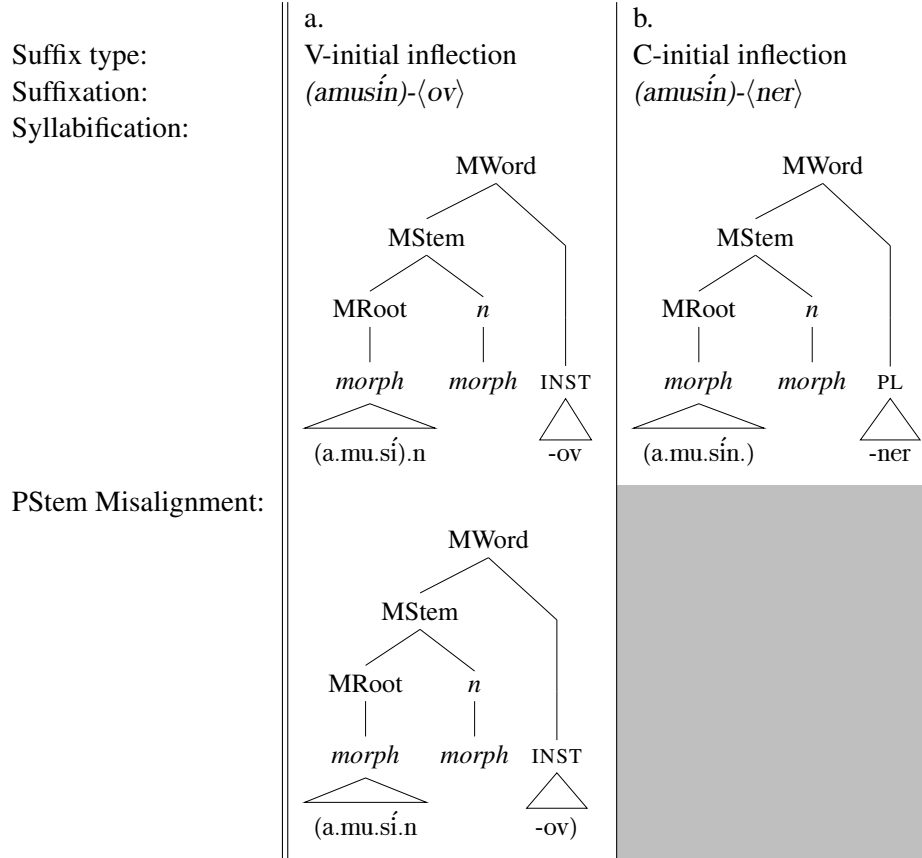 a. b.
Suffix type: V-initial inflection C-initial inflection
Suffixation: (amusín)-⟨ov⟩ (amusín)-⟨ner⟩
Syllabification:
MWord MWord
MStem MStem
MRoot n MRoot n
morph morph INST morph morph PL
(a.mu.sí).n -ov (a.mu.sín.) -ner
PStem Misalignment:
MWord
MStem
MRoot n
morph morph INST
(a.mu.sí.n -ov)